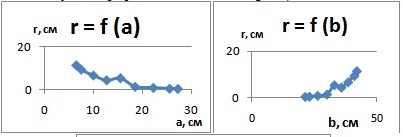 r, см r = f (a)
20
0
0 10 20 30
a, см
r, см r = f (b)
20
0
0 50
b, см